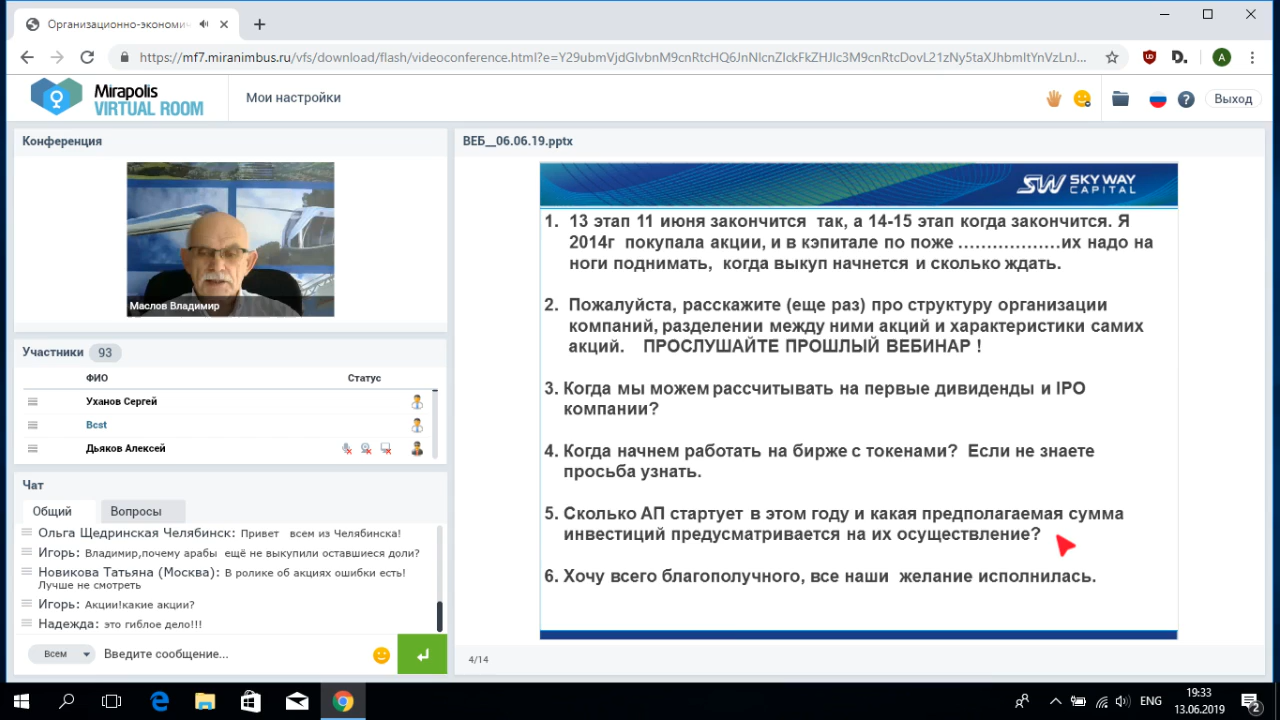 Организационно-экономич
https://mf7.miranimbus.ru/vfs/download/flash/videoconference.html?e=Y29ubmVjdGlvbnM9cnRtcHQ6JnNlcnZlckFkZHJlc3M9cnRtcDovL21zNy5taXJhbmltYnVzLnJ...
Mirapolis
VIRTUAL ROOM
Мои настройки
Выход
Конференция
Маслов Владимир
Участники 93
ФИО Статус
Уханов Сергей
Bcst
Дьяков Алексей
Чат
Общий Вопросы
Ольга Щедринская Челябинск: Привет всем из Челябинска!
Игорь: Владимир,почему арабы ещё не выкупили оставшиеся доли?
Новикова Татьяна (Москва): В ролике об акциях ошибки есть!
Лучше не смотреть
Игорь: Акции!какие акции?
Надежда: это гиблое дело!!!
Всем Введите сообщение...
ВЕБ__06.06.19.pptx
SW SKY WAY
CAPITAL
1. 13 этап 11 июня закончится так, а 14-15 этап когда закончится. Я
2014г покупала акции, и в кэпитале по поже ………………их надо на
ноги поднимать, когда выкуп начнется и сколько ждать.
2. Пожалуйста, расскажите (еще раз) про структуру организации
компаний, разделении между ними акций и характеристики самих
акций. ПРОСЛУШАЙТЕ ПРОШЛЫЙ ВЕБИНАР !
3. Когда мы можем рассчитывать на первые дивиденды и IPO
компании?
4. Когда начнем работать на бирже с токенами? Если не знаете
просьба узнать.
5. Сколько АП стартует в этом году и какая предполагаемая сумма
инвестиций предусматривается на их осуществление?
6. Хочу всего благополучного, все наши желание исполнилась.
4/14
ENG
19:33
13.06.2019
2